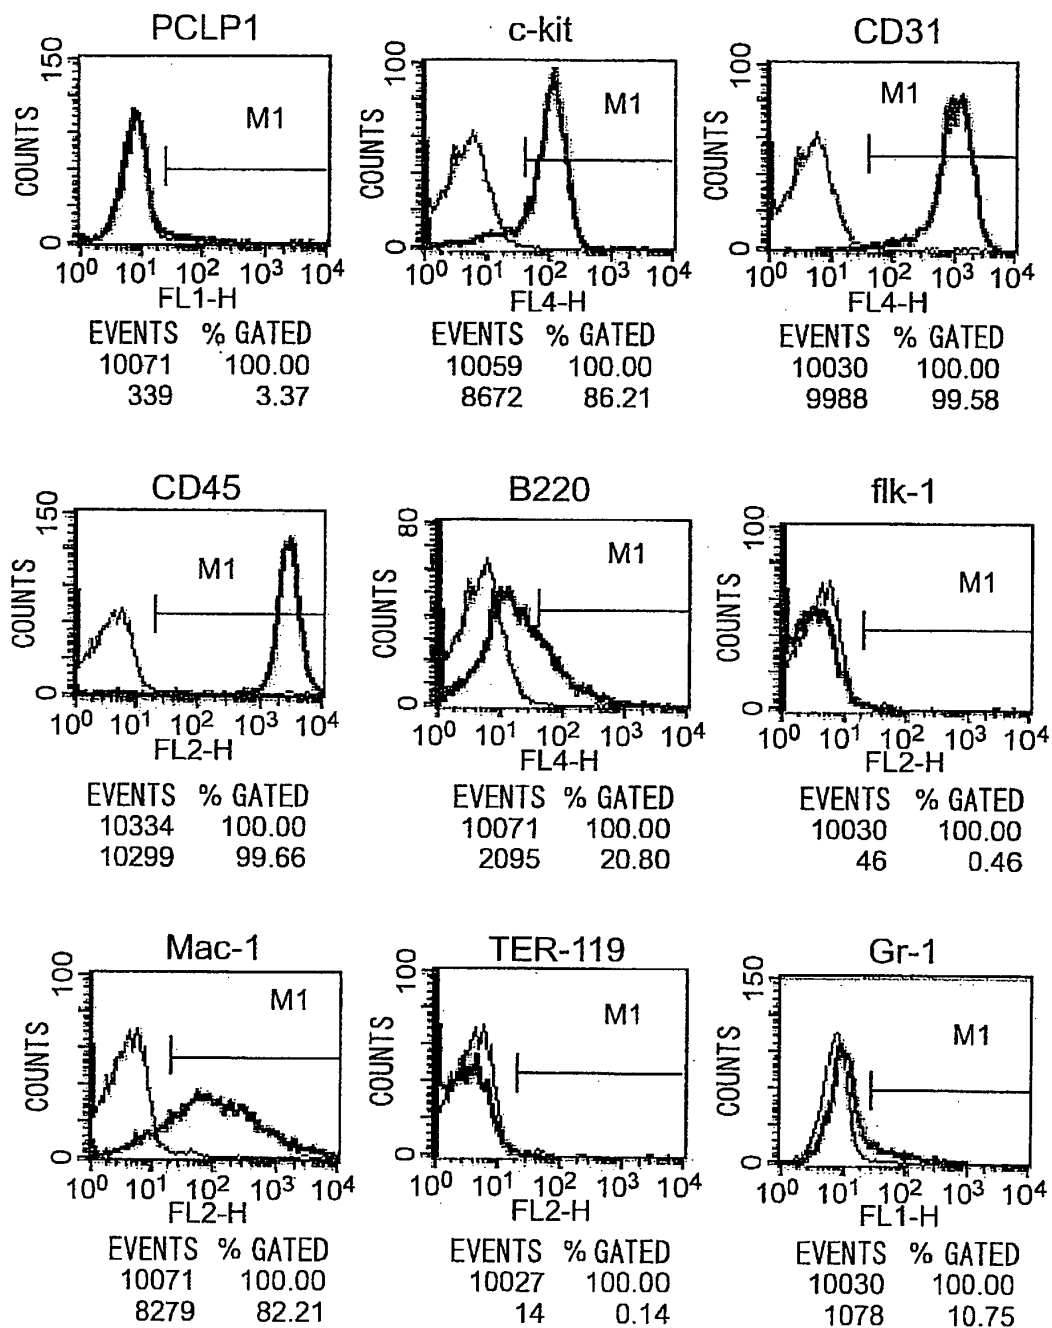 PCLP1
150
COUNTS
0
M1
10^0 10^1 10^2 10^3 10^4
FL1-H
EVENTS % GATED
10071 100.00
339 3.37
c-kit
100
COUNTS
0
M1
10^0 10^1 10^2 10^3 10^4
FL4-H
EVENTS % GATED
10059 100.00
8672 86.21
CD31
100
COUNTS
0
M1
10^0 10^1 10^2 10^3 10^4
FL4-H
EVENTS % GATED
10030 100.00
9988 99.58
CD45
150
COUNTS
0
M1
10^0 10^1 10^2 10^3 10^4
FL2-H
EVENTS % GATED
10334 100.00
10299 99.66
B220
80
COUNTS
0
M1
10^0 10^1 10^2 10^3 10^4
FL4-H
EVENTS % GATED
10071 100.00
2095 20.80
flk-1
100
COUNTS
0
M1
10^0 10^1 10^2 10^3 10^4
FL2-H
EVENTS % GATED
10030 100.00
46 0.46
Mac-1
100
COUNTS
0
M1
10^0 10^1 10^2 10^3 10^4
FL2-H
EVENTS % GATED
10071 100.00
8279 82.21
TER-119
100
COUNTS
0
M1
10^0 10^1 10^2 10^3 10^4
FL2-H
EVENTS % GATED
10027 100.00
14 0.14
Gr-1
150
COUNTS
0
M1
10^0 10^1 10^2 10^3 10^4
FL1-H
EVENTS % GATED
10030 100.00
1078 10.75